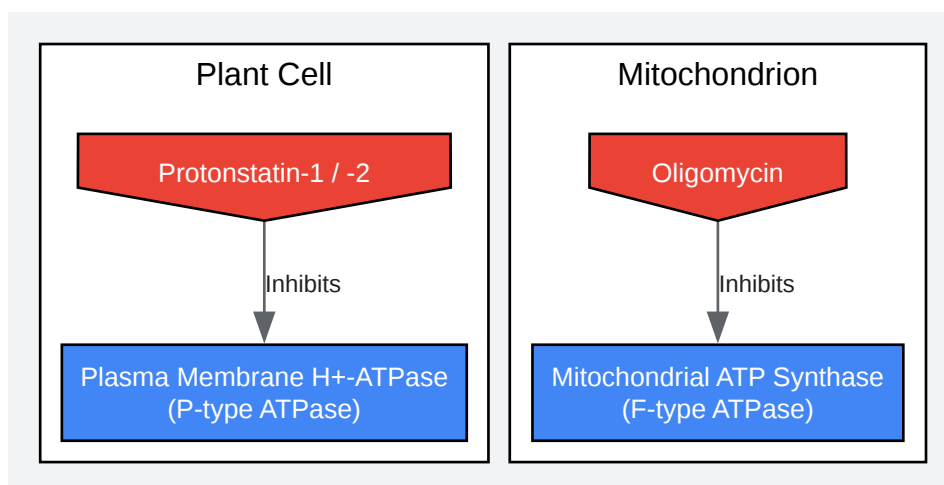 Plant Cell
Protonstatin-1 / -2
Inhibits
Plasma Membrane H+-ATPase
(P-type ATPase)
Mitochondrion
Oligomycin
Inhibits
Mitochondrial ATP Synthase
(F-type ATPase)